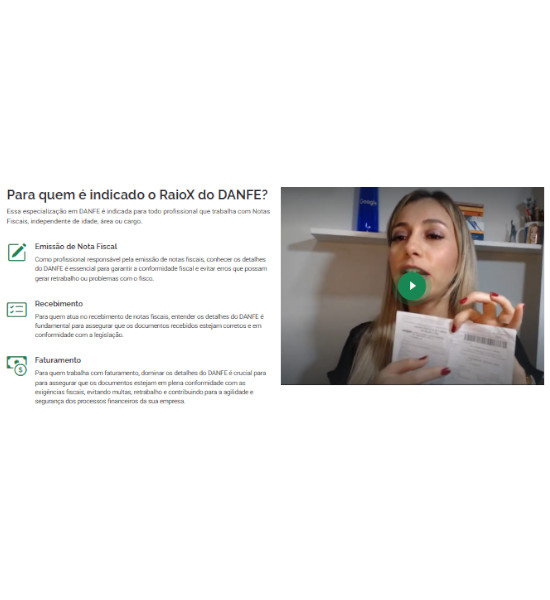 Para quem é indicado o RaioX do DANFE?
Essa especialização em DANFE é indicada para todo profissional que trabalha com Notas
Fiscais, independente de idade, área ou cargo.
Emissão de Nota Fiscal
Como profissional responsável pela emissão de notas fiscais, conhecer os detalhes
do DANFE é essencial para garantir a conformidade fiscal e evitar erros que possam
gerar retrabalho ou problemas com o fisco.
Recebimento
Para quem atua no recebimento de notas fiscais, entender os detalhes do DANFE é
fundamental para assegurar que os documentos recebidos estejam corretos e em
conformidade com a legislação.
Faturamento
Para quem trabalha com faturamento, dominar os detalhes do DANFE é crucial para
para assegurar que os documentos estejam em plena conformidade com as
exigências fiscais, evitando multas, retrabalho e contribuindo para a agilidade e
segurança dos processos financeiros da sua empresa.